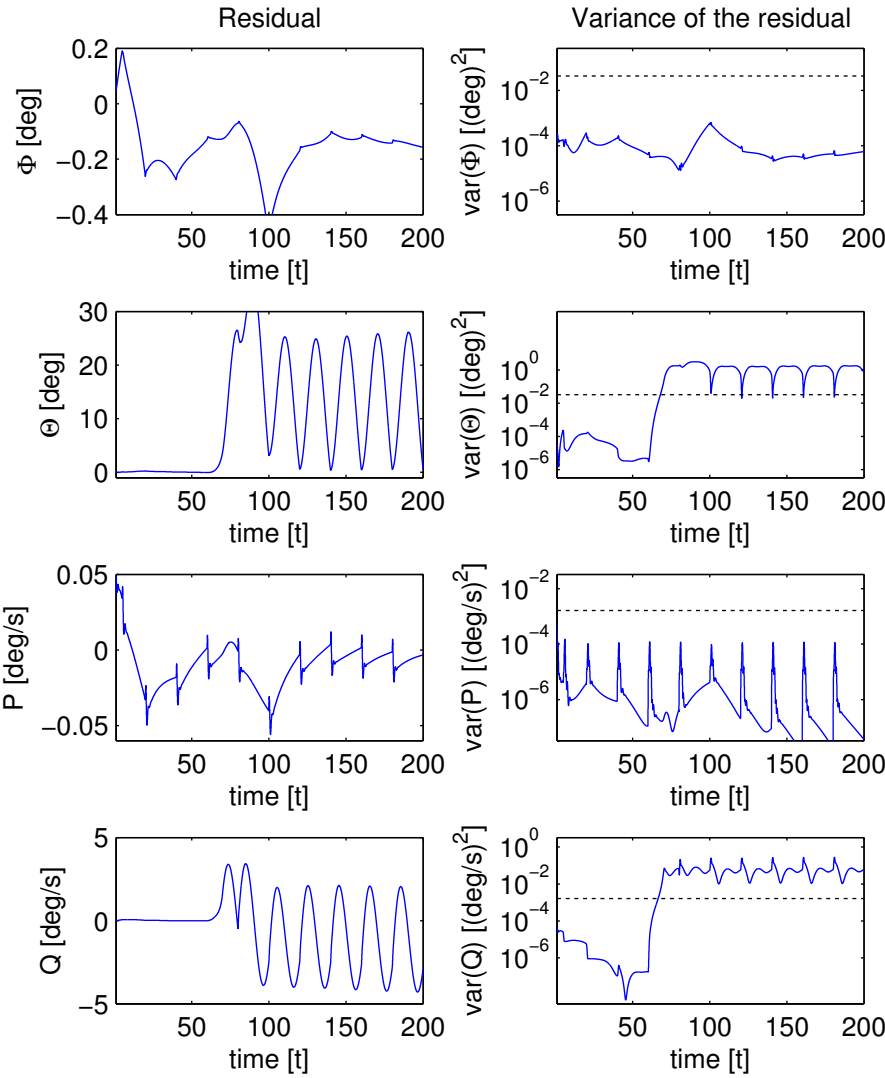 Residual
Variance of the residual
0.2
0
−0.2
−0.4
Φ [deg]
50 100 150 200
time [t]
10⁻²
10⁻⁴
10⁻⁶
var(Φ) [(deg)²]
50 100 150 200
time [t]
30
20
10
0
Θ [deg]
50 100 150 200
time [t]
10⁰
10⁻²
10⁻⁴
10⁻⁶
var(Θ) [(deg)²]
50 100 150 200
time [t]
0.05
0
−0.05
P [deg/s]
50 100 150 200
time [t]
10⁻²
10⁻⁴
10⁻⁶
var(P) [(deg/s)²]
50 100 150 200
time [t]
5
0
−5
Q [deg/s]
50 100 150 200
time [t]
10⁰
10⁻²
10⁻⁴
10⁻⁶
var(Q) [(deg/s)²]
50 100 150 200
time [t]